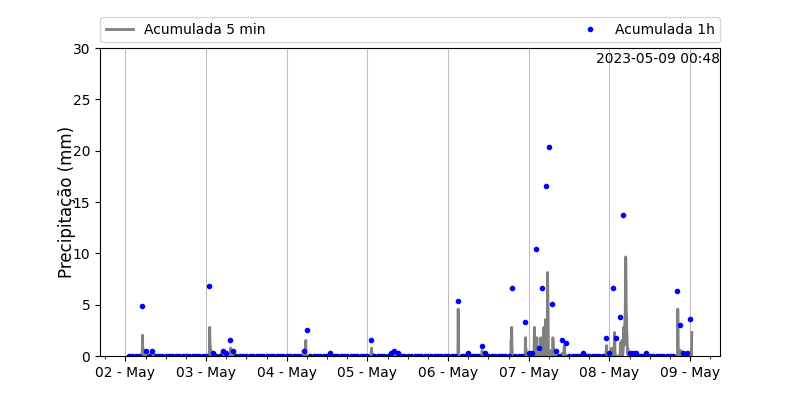 Acumulada 5 min
Acumulada 1h
2023-05-09 00:48
Precipitação (mm)
30
25
20
15
10
5
0
02 - May 03 - May 04 - May 05 - May 06 - May 07 - May 08 - May 09 - May